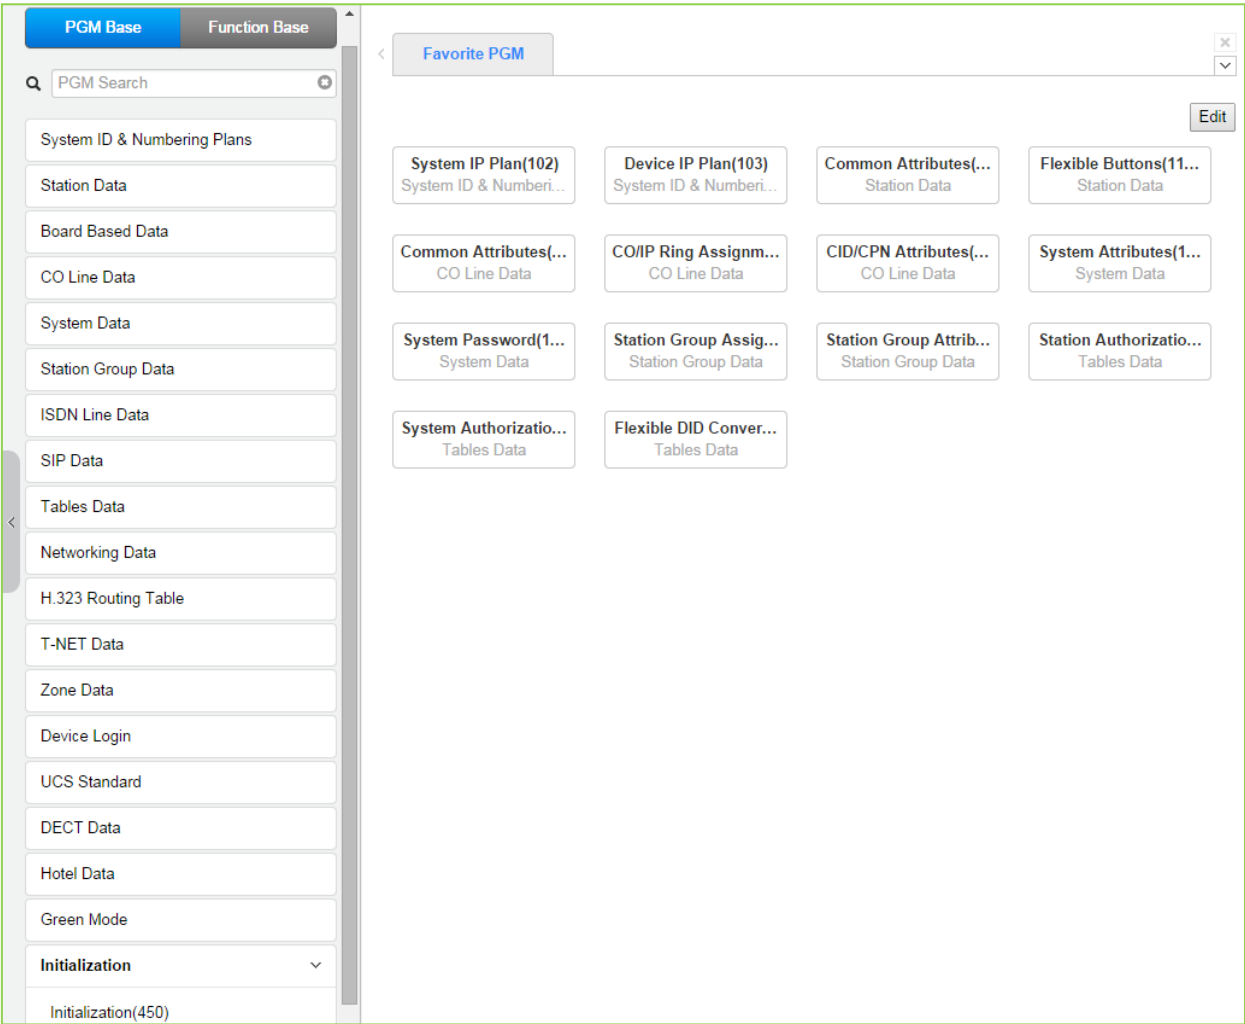 PGM Base
Function Base
PGM Search
System ID & Numbering Plans
Station Data
Board Based Data
CO Line Data
System Data
Station Group Data
ISDN Line Data
SIP Data
Tables Data
Networking Data
H.323 Routing Table
T-NET Data
Zone Data
Device Login
UCS Standard
DECT Data
Hotel Data
Green Mode
Initialization
Initialization(450)
Favorite PGM
Edit
System IP Plan(102)
System ID & Numberi...
Device IP Plan(103)
System ID & Numberi...
Common Attributes(...
Station Data
Flexible Buttons(11...
Station Data
Common Attributes(...
CO Line Data
CO/IP Ring Assignm...
CO Line Data
CID/CPN Attributes(...
CO Line Data
System Attributes(1...
System Data
System Password(1...
System Data
Station Group Assig...
Station Group Data
Station Group Attrib...
Station Group Data
Station Authorizatio...
Tables Data
System Authorizatio...
Tables Data
Flexible DID Conver...
Tables Data